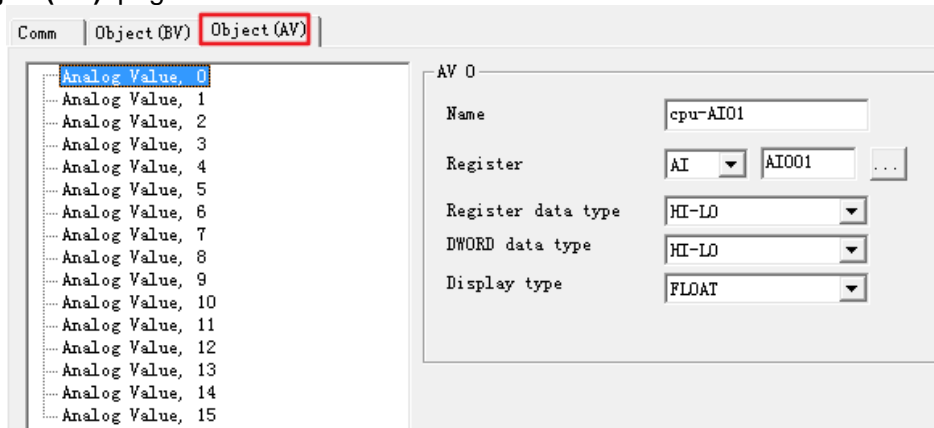 Comm Object(BV) Object(AV)
Analog Value, 0
Analog Value, 1
Analog Value, 2
Analog Value, 3
Analog Value, 4
Analog Value, 5
Analog Value, 6
Analog Value, 7
Analog Value, 8
Analog Value, 9
Analog Value, 10
Analog Value, 11
Analog Value, 12
Analog Value, 13
Analog Value, 14
Analog Value, 15
AV 0
Name cpu-AI01
Register AI AI001 ...
Register data type HI-LO
DWORD data type HI-LO
Display type FLOAT